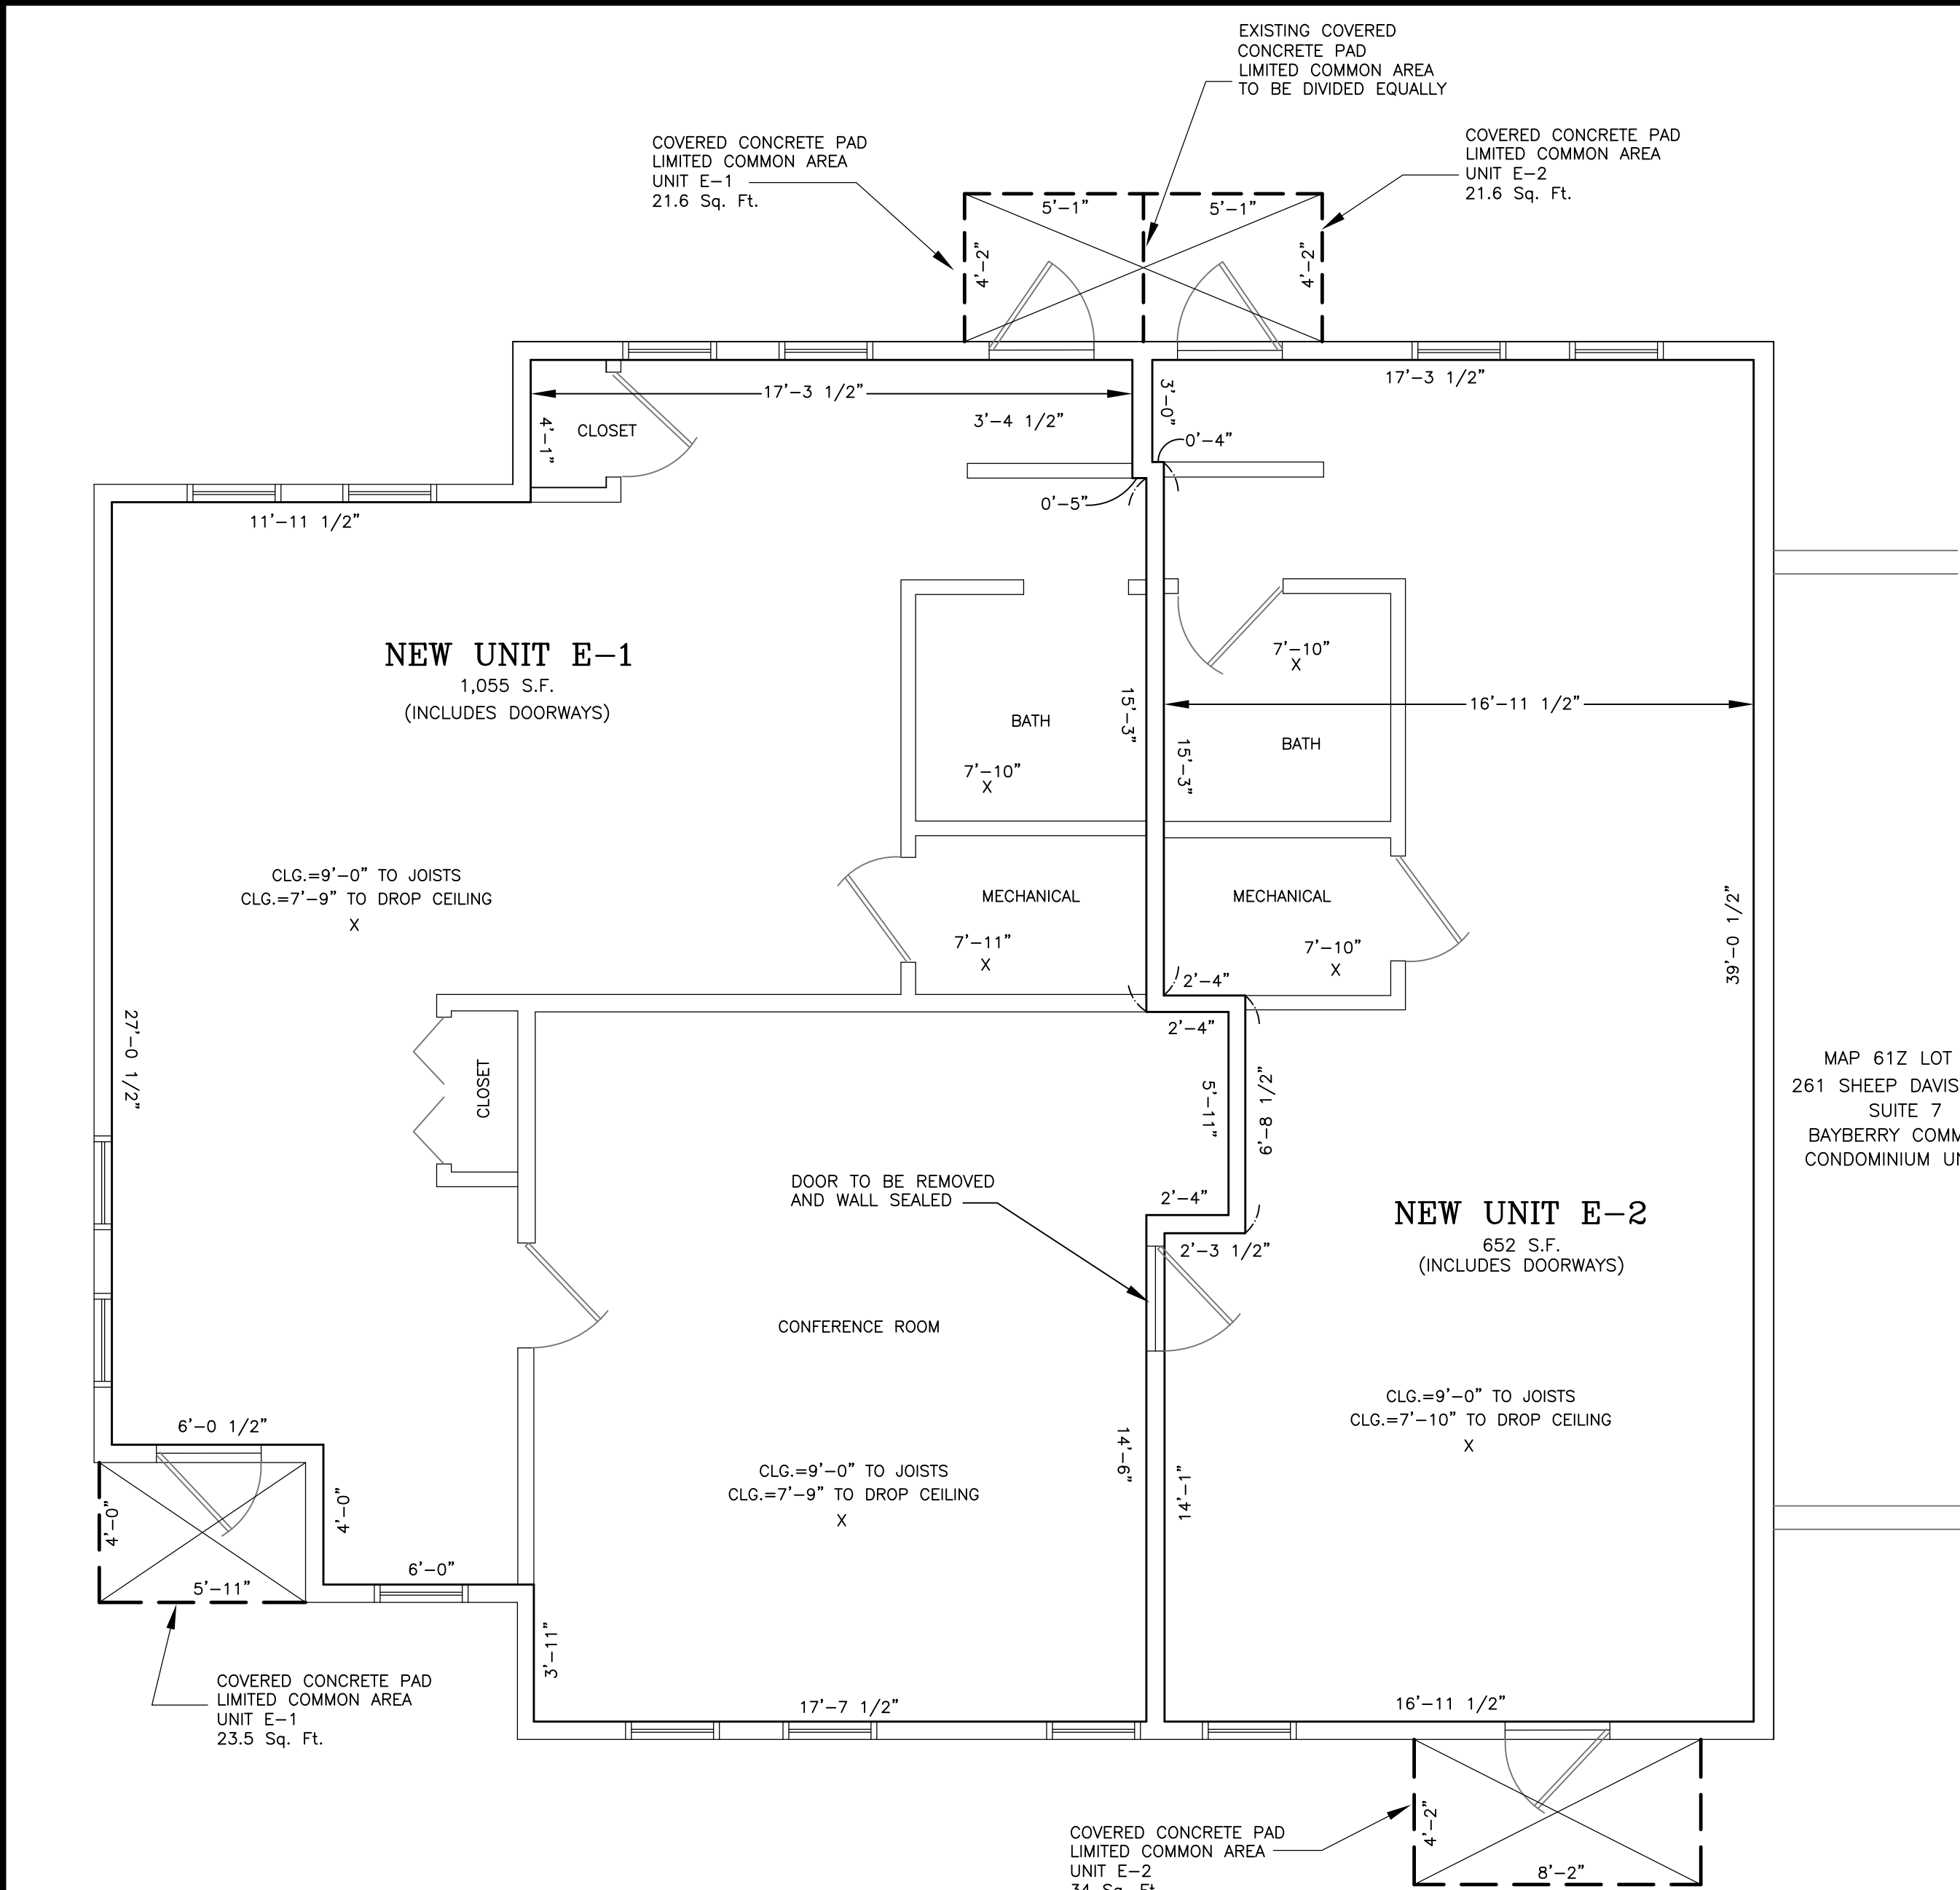 EXISTING COVERED
CONCRETE PAD
LIMITED COMMON AREA
TO BE DIVIDED EQUALLY
COVERED CONCRETE PAD
LIMITED COMMON AREA
UNIT E-1
21.6 Sq. Ft.
COVERED CONCRETE PAD
LIMITED COMMON AREA
UNIT E-2
21.6 Sq. Ft.
5'-1"
5'-1"
4'-2"
4'-2"
17'-3 1/2"
17'-3 1/2"
3'-0"
4'-1"
CLOSET
3'-4 1/2"
0'-4"
0'-5"
11'-11 1/2"
NEW UNIT E-1
1,055 S.F.
(INCLUDES DOORWAYS)
7'-10"
X
15'-3"
16'-11 1/2"
BATH
BATH
15'-3"
7'-10"
X
CLG.=9'-0" TO JOISTS
CLG.=7'-9" TO DROP CEILING
X
MECHANICAL
MECHANICAL
7'-11"
X
7'-10"
X
39'-0 1/2"
2'-4"
2'-4"
27'-0 1/2"
CLOSET
5'-11"
6'-8 1/2"
MAP 61Z LOT
261 SHEEP DAVIS
SUITE 7
BAYBERRY
CONDOMINIUM
DOOR TO BE REMOVED
AND WALL SEALED
2'-4"
2'-3 1/2"
NEW UNIT E-2
652 S.F.
(INCLUDES DOORWAYS)
CONFERENCE ROOM
CLG.=9'-0" TO JOISTS
CLG.=7'-10" TO DROP CEILING
X
6'-0 1/2"
14'-6"
14'-1"
CLG.=9'-0" TO JOISTS
CLG.=7'-9" TO DROP CEILING
X
4'-0"
4'-0"
5'-11"
6'-0"
3'-11"
17'-7 1/2"
16'-11 1/2"
COVERED CONCRETE PAD
LIMITED COMMON AREA
UNIT E-1
23.5 Sq. Ft.
COVERED CONCRETE PAD
LIMITED COMMON AREA
UNIT E-2
34 Sq. Ft.
4'-2"
8'-2"